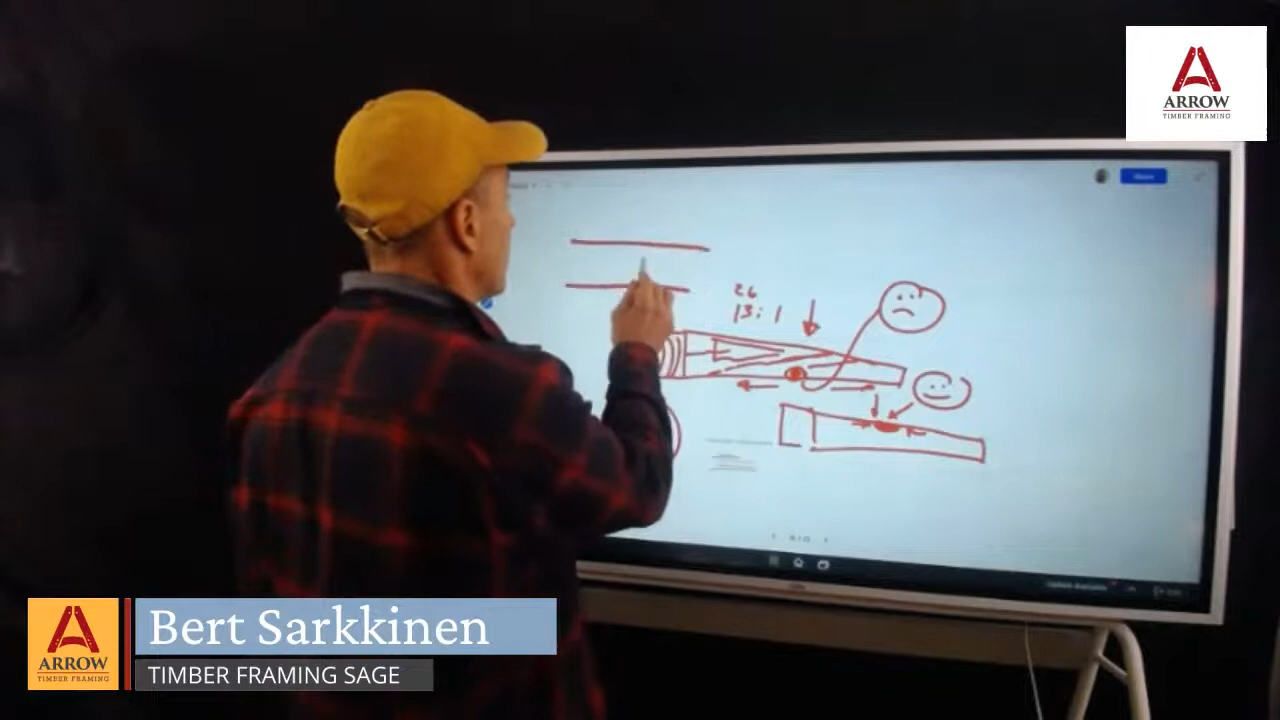 ARROW
TIMBER FRAMING
26
13:1
ARROW
TIMBER FRAMING
Bert Sarkkinen
TIMBER FRAMING SAGE